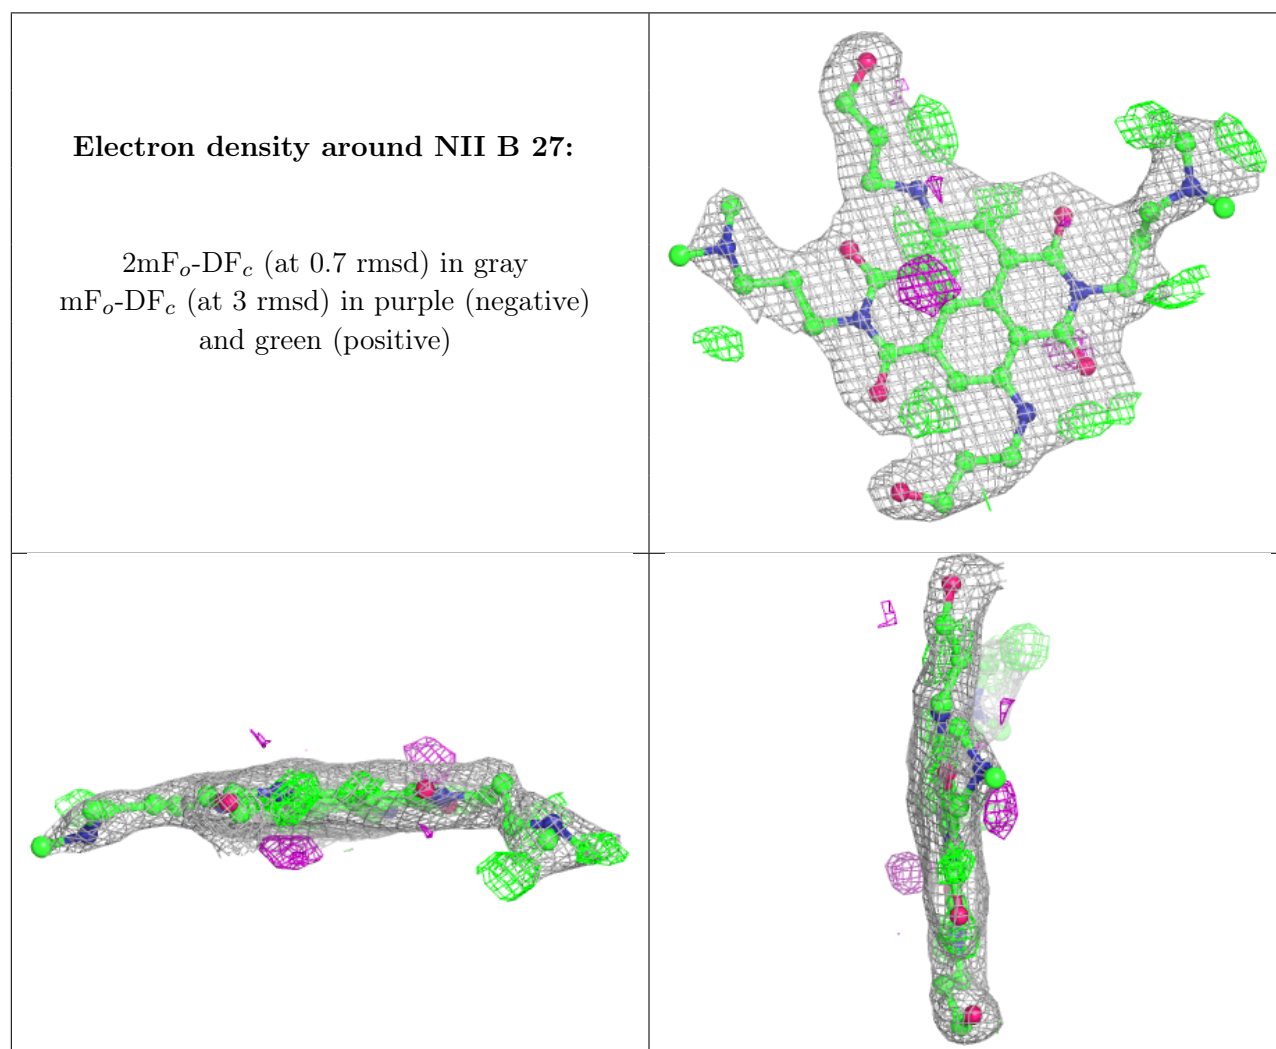 Electron density around NII B 27:
2mFₒ-DF𝒸 (at 0.7 rmsd) in gray
mFₒ-DF𝒸 (at 3 rmsd) in purple (negative)
and green (positive)